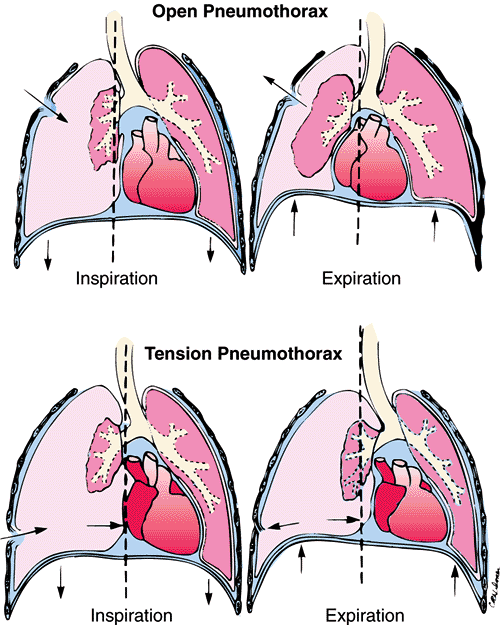 Open Pneumothorax
Inspiration
Expiration
Tension Pneumothorax
Inspiration
Expiration